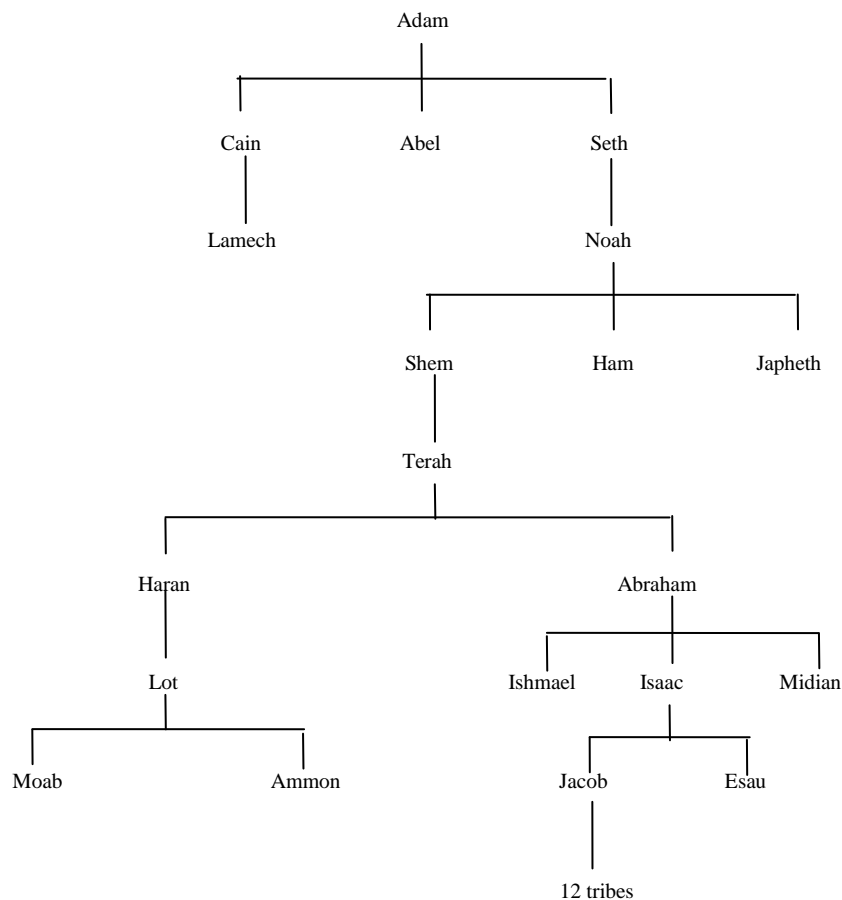 Adam
Cain Abel Seth
Lamech Noah
Shem Ham Japheth
Terah
Haran Abraham
Lot Ishmael Isaac Midian
Moab Ammon Jacob Esau
12 tribes